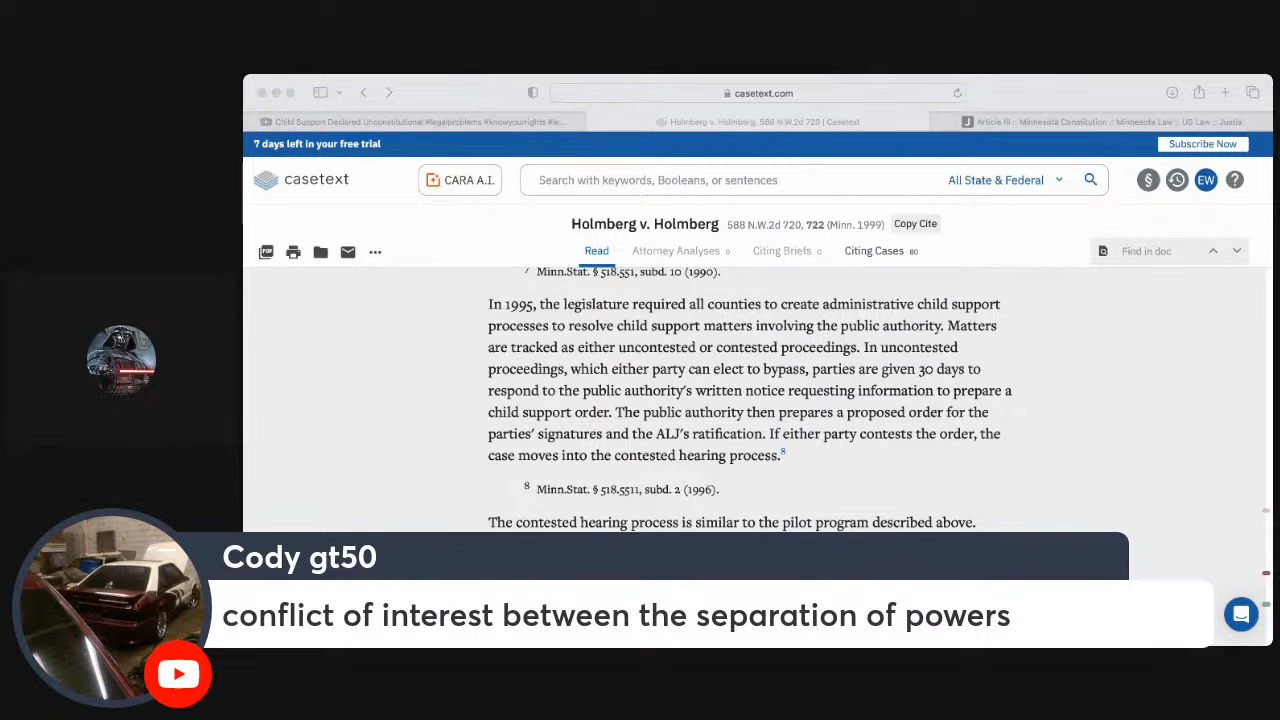 casetext.com
Child Support Declared Unconstitutional #legalproblems #knowyourrights #le...
Holmberg v. Holmberg, 588 N.W.2d 720 | Casetext
Article III :: Minnesota Constitution :: Minnesota Law :: US Law :: Justia
7 days left in your free trial
Subscribe Now
casetext
CARA A.I.
Search with keywords, Booleans, or sentences
All State & Federal
§
EW
?
Holmberg v. Holmberg 588 N.W.2d 720, 722 (Minn. 1999)
Copy Cite
Read
Attorney Analyses 0
Citing Briefs 0
Citing Cases 80
Find in doc
7 Minn.Stat. § 518.551, subd. 10 (1990).
In 1995, the legislature required all counties to create administrative child support
processes to resolve child support matters involving the public authority. Matters
are tracked as either uncontested or contested proceedings. In uncontested
proceedings, which either party can elect to bypass, parties are given 30 days to
respond to the public authority's written notice requesting information to prepare a
child support order. The public authority then prepares a proposed order for the
parties' signatures and the ALJ's ratification. If either party contests the order, the
case moves into the contested hearing process.8
8 Minn.Stat. § 518.5511, subd. 2 (1996).
The contested hearing process is similar to the pilot program described above.
Cody gt50
conflict of interest between the separation of powers